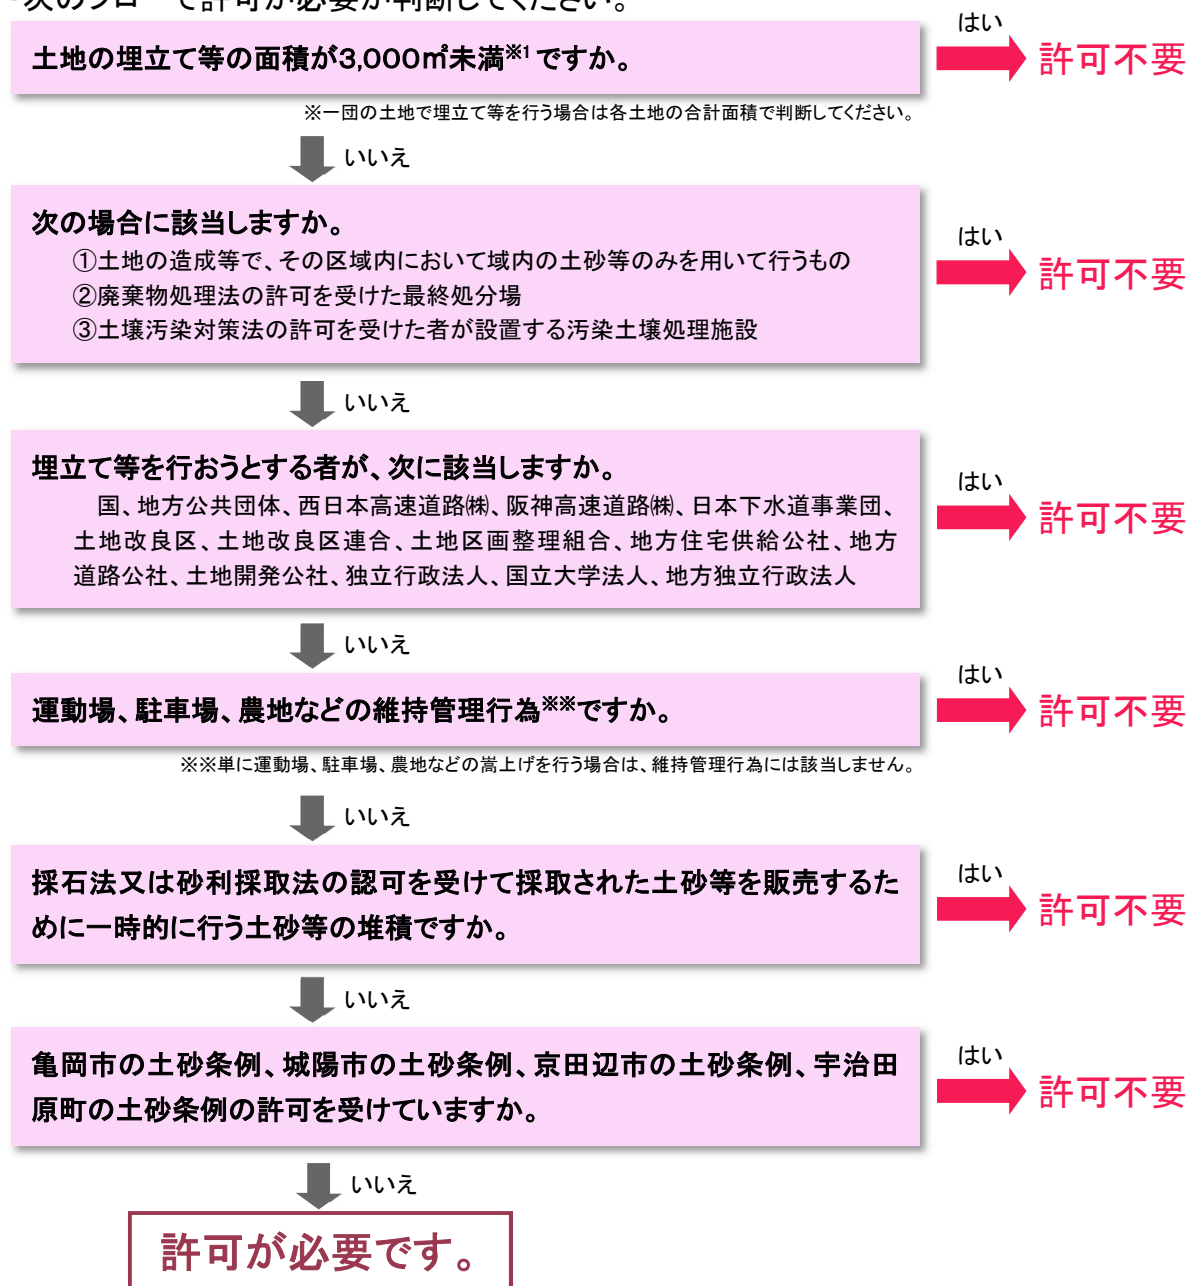 次のフローで許可が必要か判断してください。
はい
土地の埋立て等の面積が3,000㎡未満※1ですか。
許可不要
※一団の土地で埋立て等を行う場合は各土地の合計面積で判断してください。
いいえ
次の場合に該当しますか。
①土地の造成等で、その区域内において域内の土砂等のみを用いて行うもの
②廃棄物処理法の許可を受けた最終処分場
③土壌汚染対策法の許可を受けた者が設置する汚染土壌処理施設
はい
許可不要
いいえ
埋立て等を行おうとする者が、次に該当しますか。
国、地方公共団体、西日本高速道路㈱、阪神高速道路㈱、日本下水道事業団、
土地改良区、土地改良区連合、土地区画整理組合、地方住宅供給公社、地方
道路公社、土地開発公社、独立行政法人、国立大学法人、地方独立行政法人
はい
許可不要
いいえ
運動場、駐車場、農地などの維持管理行為※※ですか。
はい
許可不要
※※単に運動場、駐車場、農地などの嵩上げを行う場合は、維持管理行為には該当しません。
いいえ
採石法又は砂利採取法の認可を受けて採取された土砂等を販売するた
めに一時的に行う土砂等の堆積ですか。
はい
許可不要
いいえ
亀岡市の土砂条例、城陽市の土砂条例、京田辺市の土砂条例、宇治田
原町の土砂条例の許可を受けていますか。
はい
許可不要
いいえ
許可が必要です。